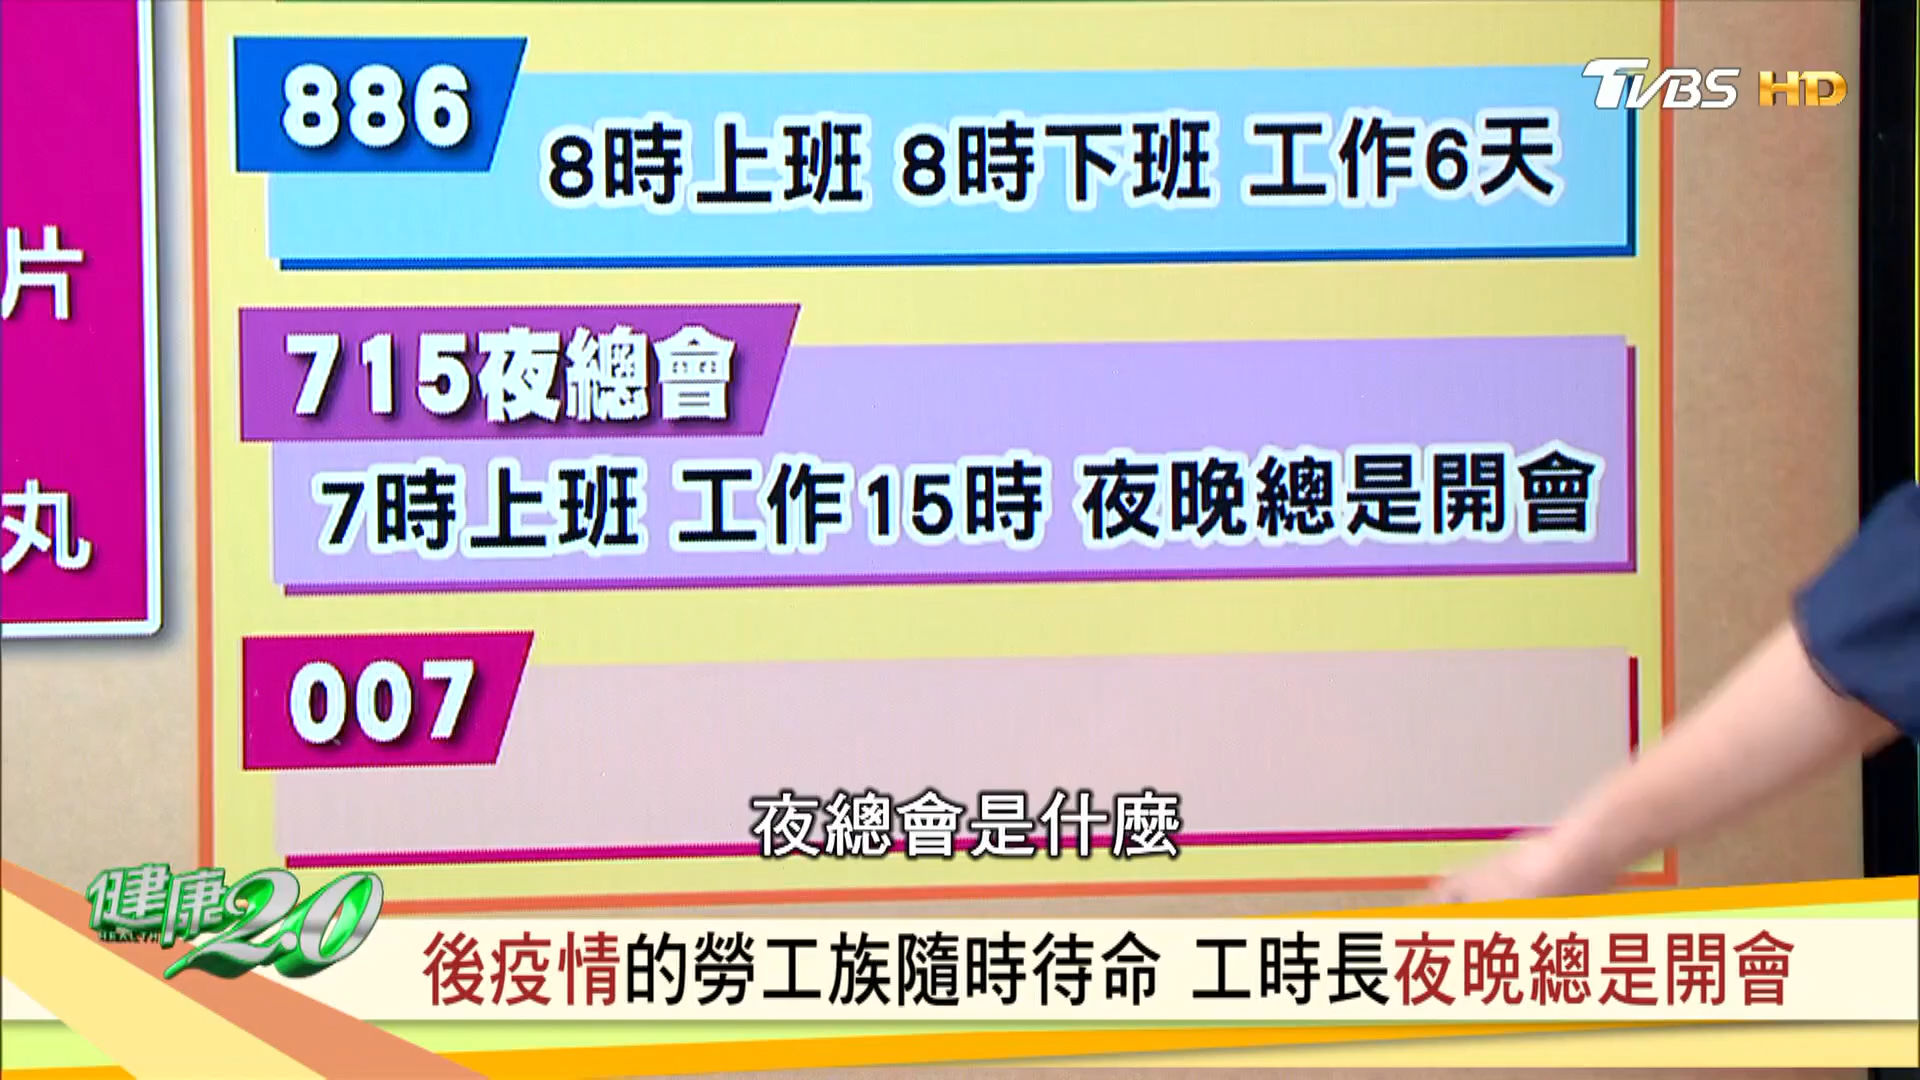 TVBS HD
886
8時上班 8時下班 工作6天
715夜總會
7時上班 工作15時 夜晚總是開會
007
片
丸
夜總會是什麼
健康2.0
HEALTH
後疫情的勞工族隨時待命 工時長夜晚總是開會